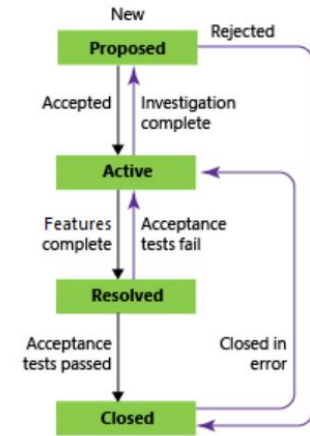 New
Proposed
Rejected
Accepted
Investigation
complete
Active
Features
complete
Acceptance
tests fail
Resolved
Acceptance
tests passed
Closed in
error
Closed